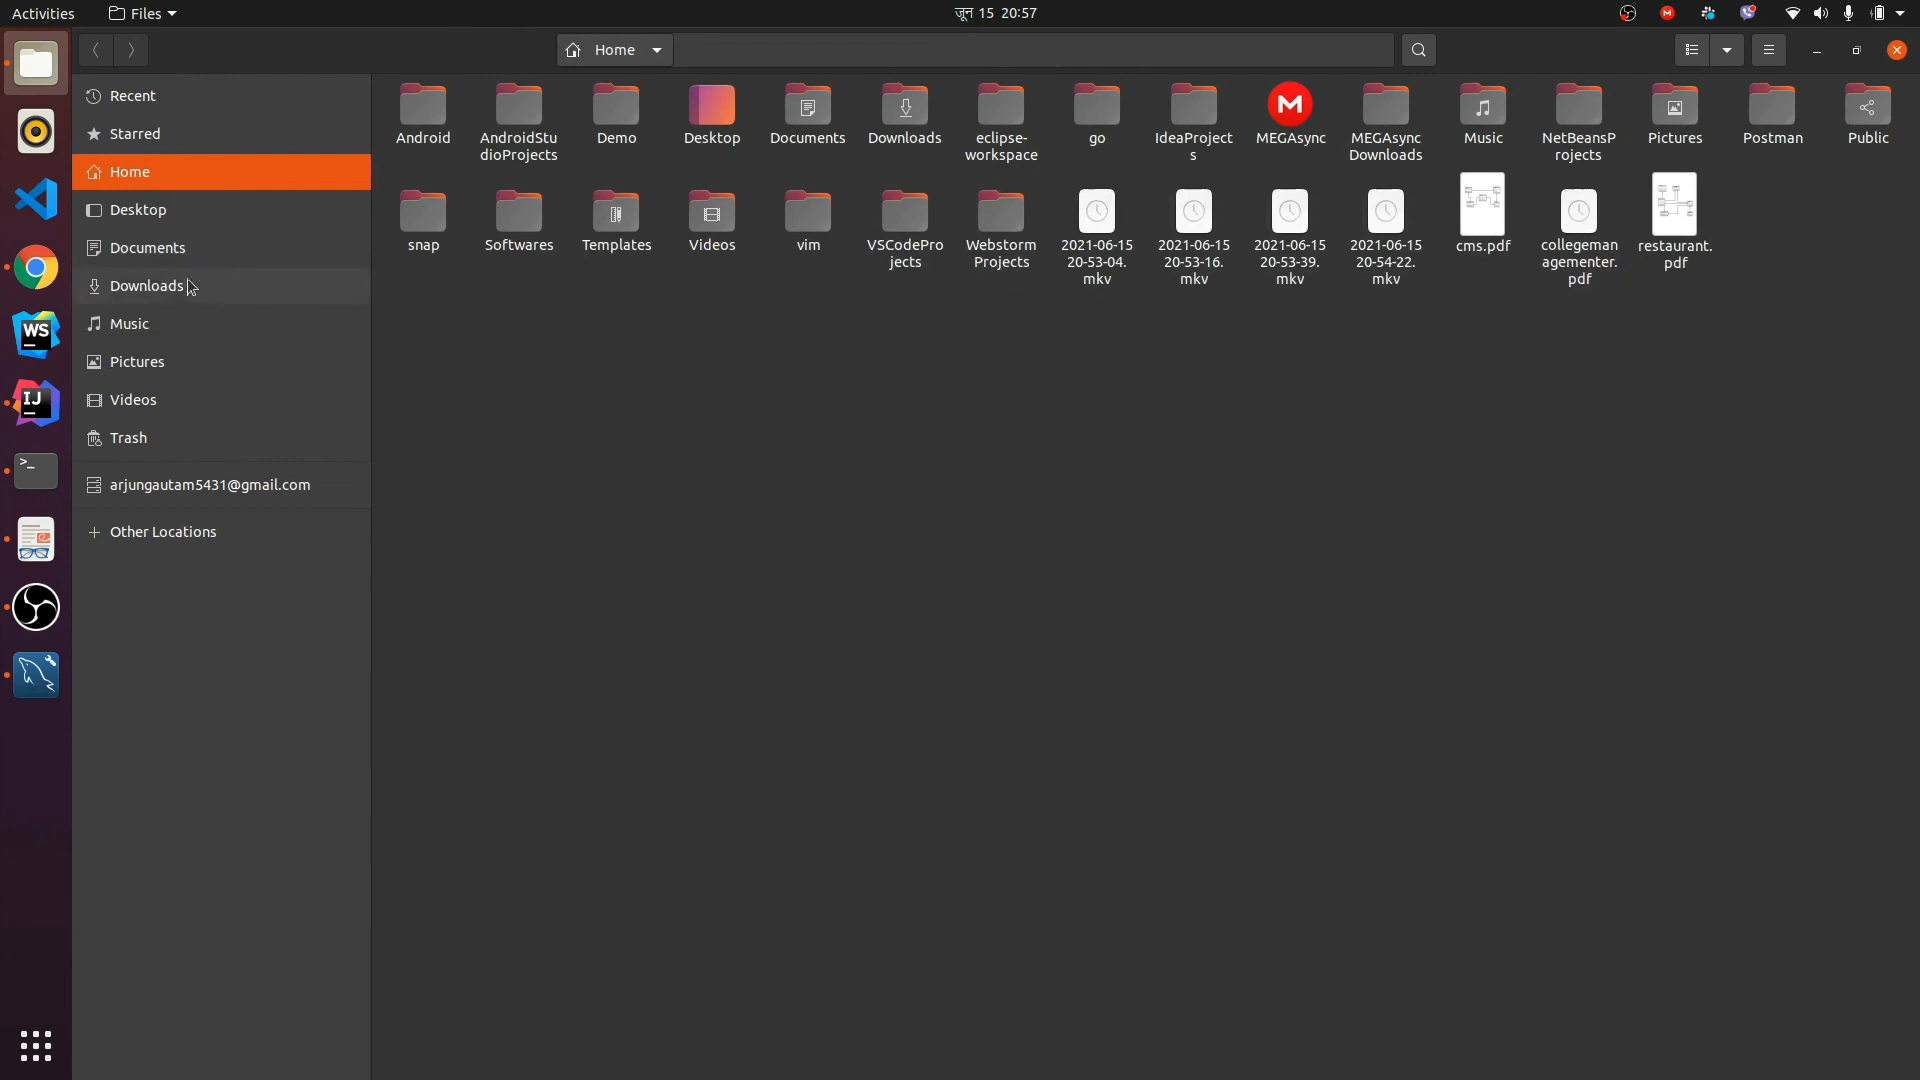 Activities
Files
जून 15 20:57
Home
Recent
Starred
Home
Desktop
Documents
Downloads
Music
Pictures
Videos
Trash
arjungautam5431@gmail.com
Other Locations
Android
AndroidStu
dioProjects
Demo
Desktop
Documents
Downloads
eclipse-
workspace
go
IdeaProject
s
MEGAsync
MEGAsync
Downloads
Music
NetBeansP
rojects
Pictures
Postman
Public
snap
Softwares
Templates
Videos
vim
VSCodePro
jects
Webstorm
Projects
2021-06-15
20-53-04.
mkv
2021-06-15
20-53-16.
mkv
2021-06-15
20-53-39.
mkv
2021-06-15
20-54-22.
mkv
cms.pdf
collegeman
agementer.
pdf
restaurant.
pdf
M
WS
IJ
>_